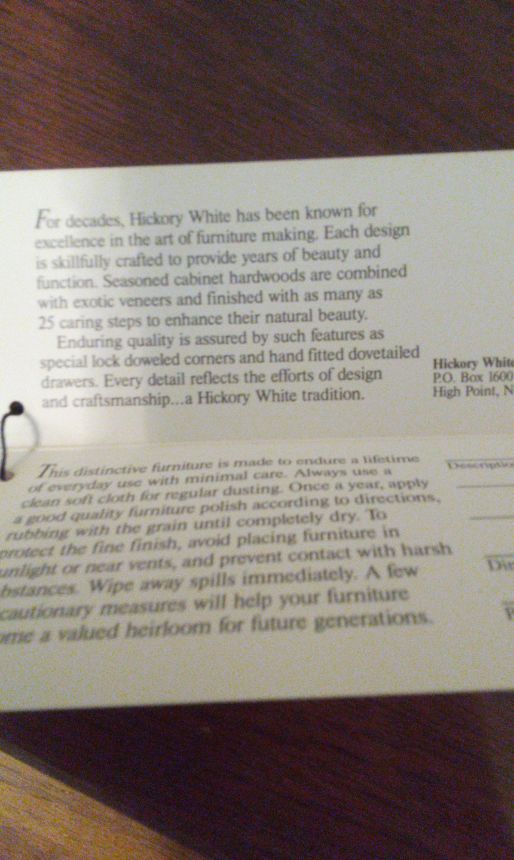 For decades, Hickory White has been known for
excellence in the art of furniture making. Each design
is skillfully crafted to provide years of beauty and
function. Seasoned cabinet hardwoods are combined
with exotic veneers and finished with as many as
25 caring steps to enhance their natural beauty.
Enduring quality is assured by such features as
special lock doweled corners and hand fitted dovetailed
drawers. Every detail reflects the efforts of design
and craftsmanship...a Hickory White tradition.
Hickory White
P.O. Box 1600
High Point, N
This distinctive furniture is made to endure a lifetime
of everyday use with minimal care. Always use a
clean soft cloth for regular dusting. Once a year, apply
a good quality furniture polish according to directions,
rubbing with the grain until completely dry. To
protect the fine finish, avoid placing furniture in
unlight or near vents, and prevent contact with harsh
bstances. Wipe away spills immediately. A few
cautionary measures will help your furniture
ome a valued heirloom for future generations.
Descriptio